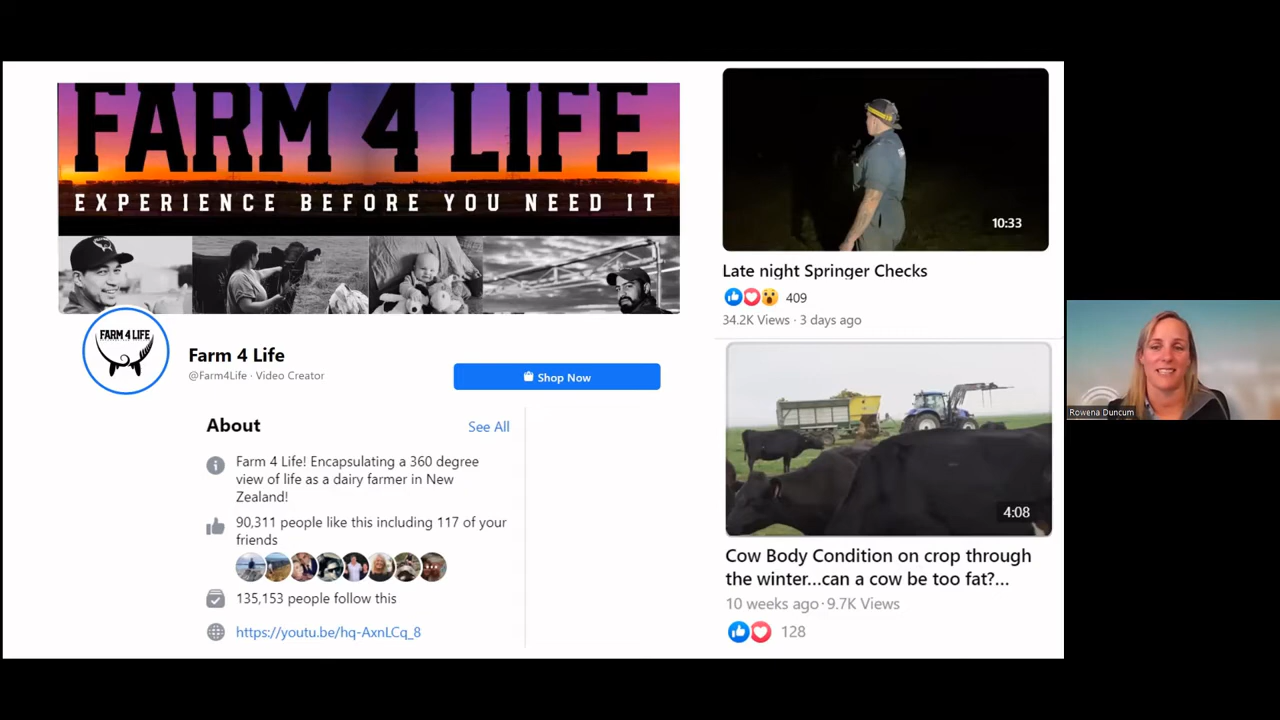 FARM 4 LIFE
EXPERIENCE BEFORE YOU NEED IT
FARM 4 LIFE
Farm 4 Life
@Farm4Life · Video Creator
Shop Now
About
See All
Farm 4 Life! Encapsulating a 360 degree
view of life as a dairy farmer in New
Zealand!
90,311 people like this including 117 of your
friends
135,153 people follow this
https://youtu.be/hq-AxnLCq_8
10:33
Late night Springer Checks
409
34.2K Views · 3 days ago
4:08
Cow Body Condition on crop through
the winter...can a cow be too fat?...
10 weeks ago · 9.7K Views
128
Rowena Duncum